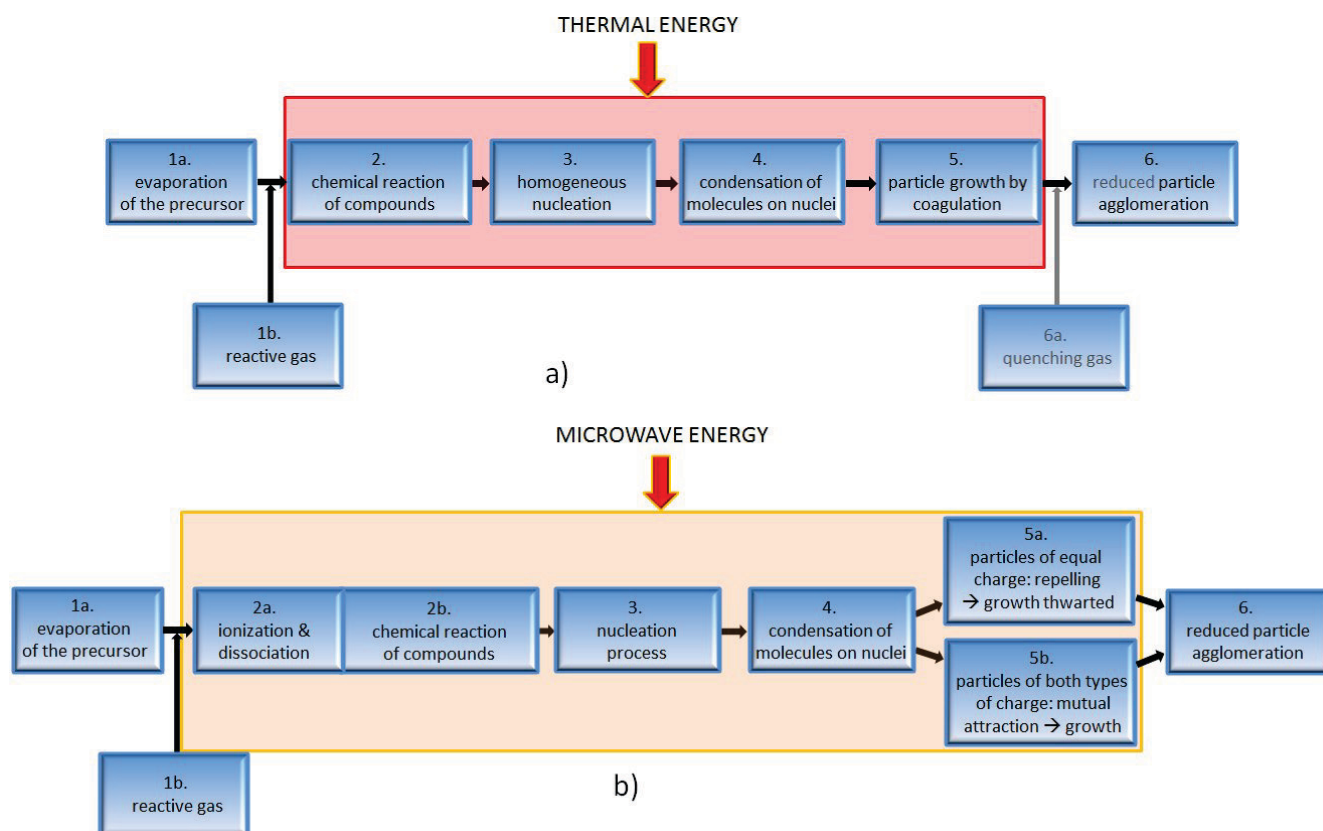 THERMAL ENERGY
1a.
evaporation
of the precursor
2.
chemical reaction
of compounds
3.
homogeneous
nucleation
4.
condensation of
molecules on nuclei
5.
particle growth by
coagulation
6.
reduced particle
agglomeration
1b.
reactive gas
6a.
quenching gas
a)
MICROWAVE ENERGY
1a.
evaporation
of the precursor
2a.
ionization &
dissociation
2b.
chemical reaction
of compounds
3.
nucleation
process
4.
condensation of
molecules on nuclei
5a.
particles of equal
charge: repelling
→ growth thwarted
5b.
particles of both types
of charge: mutual
attraction → growth
6.
reduced particle
agglomeration
1b.
reactive gas
b)